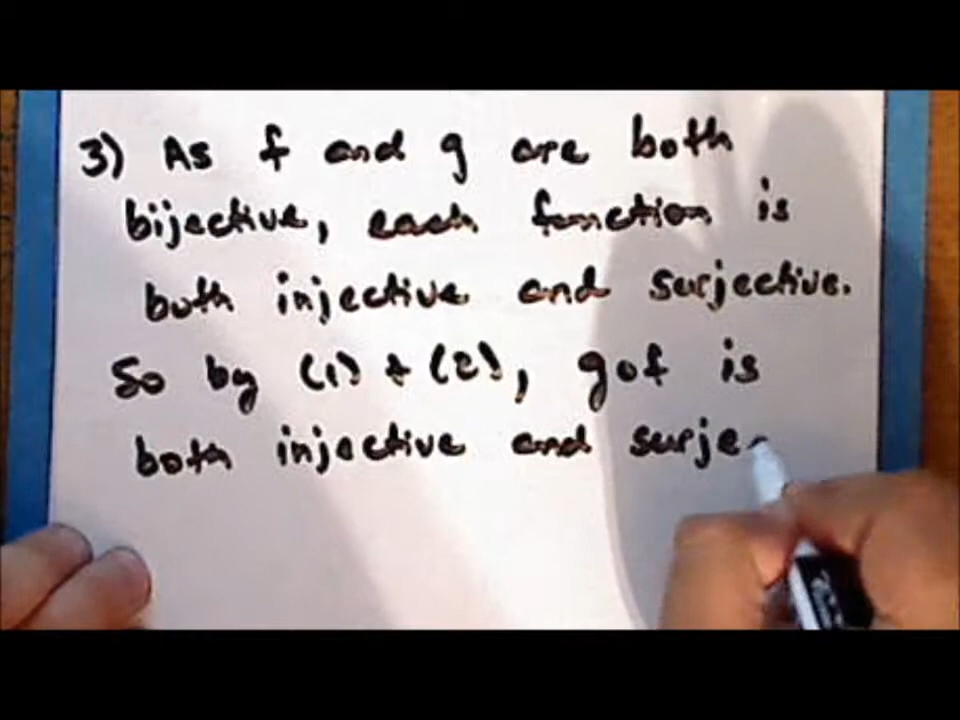 3) As f and g are both
bijective, each function is
both injective and surjective.
So by (1) + (2), gof is
both injective and surje